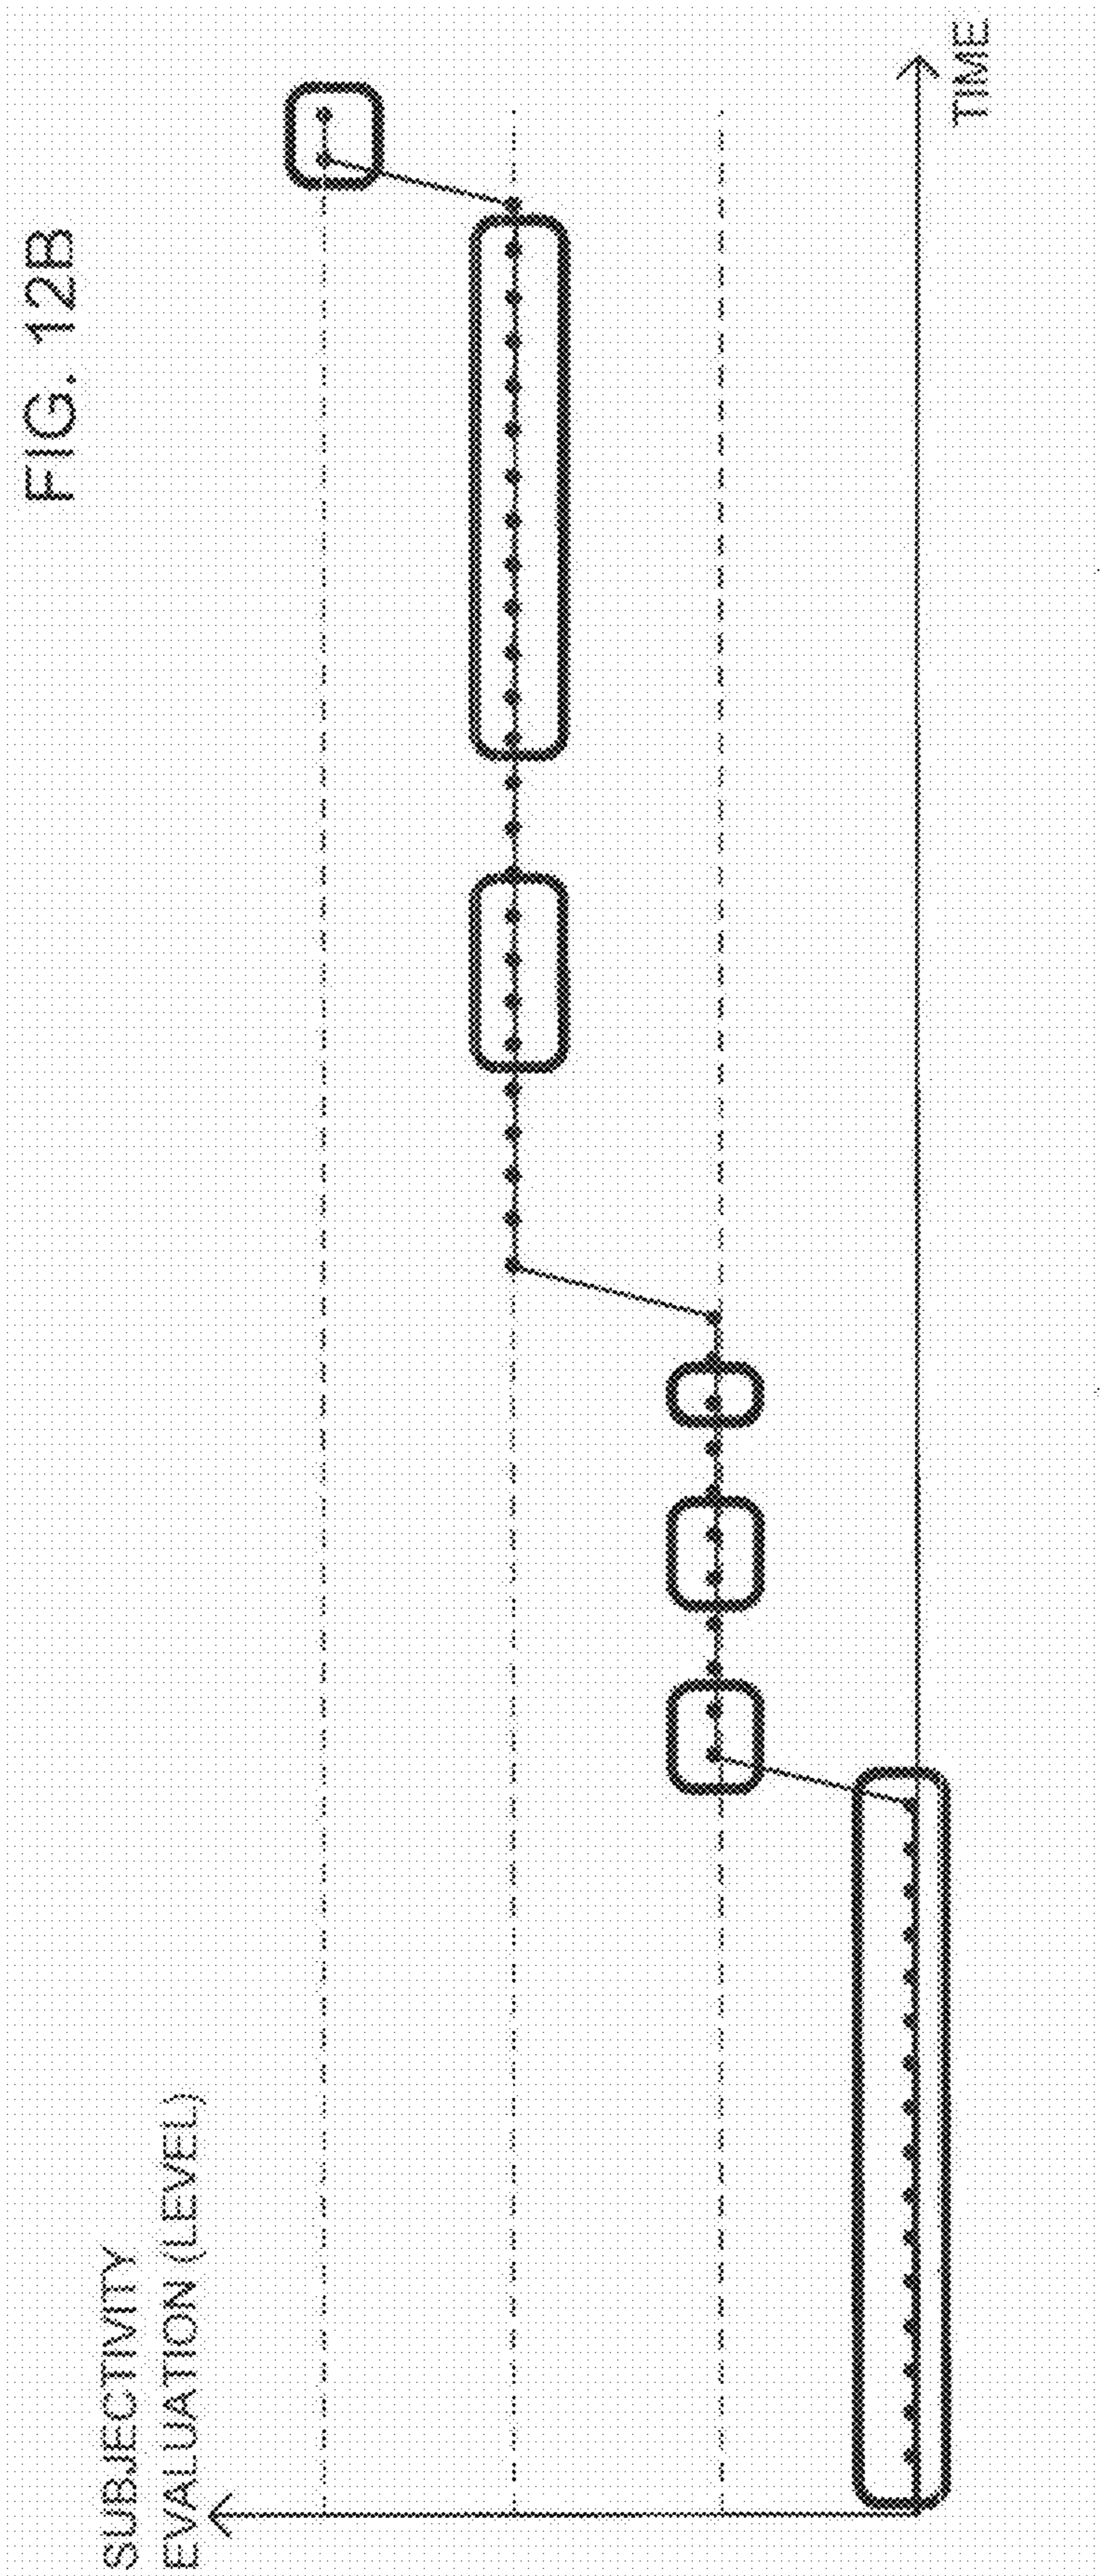 FIG. 12B
SUBJECTIVITY
EVALUATION (LEVEL)
TIME